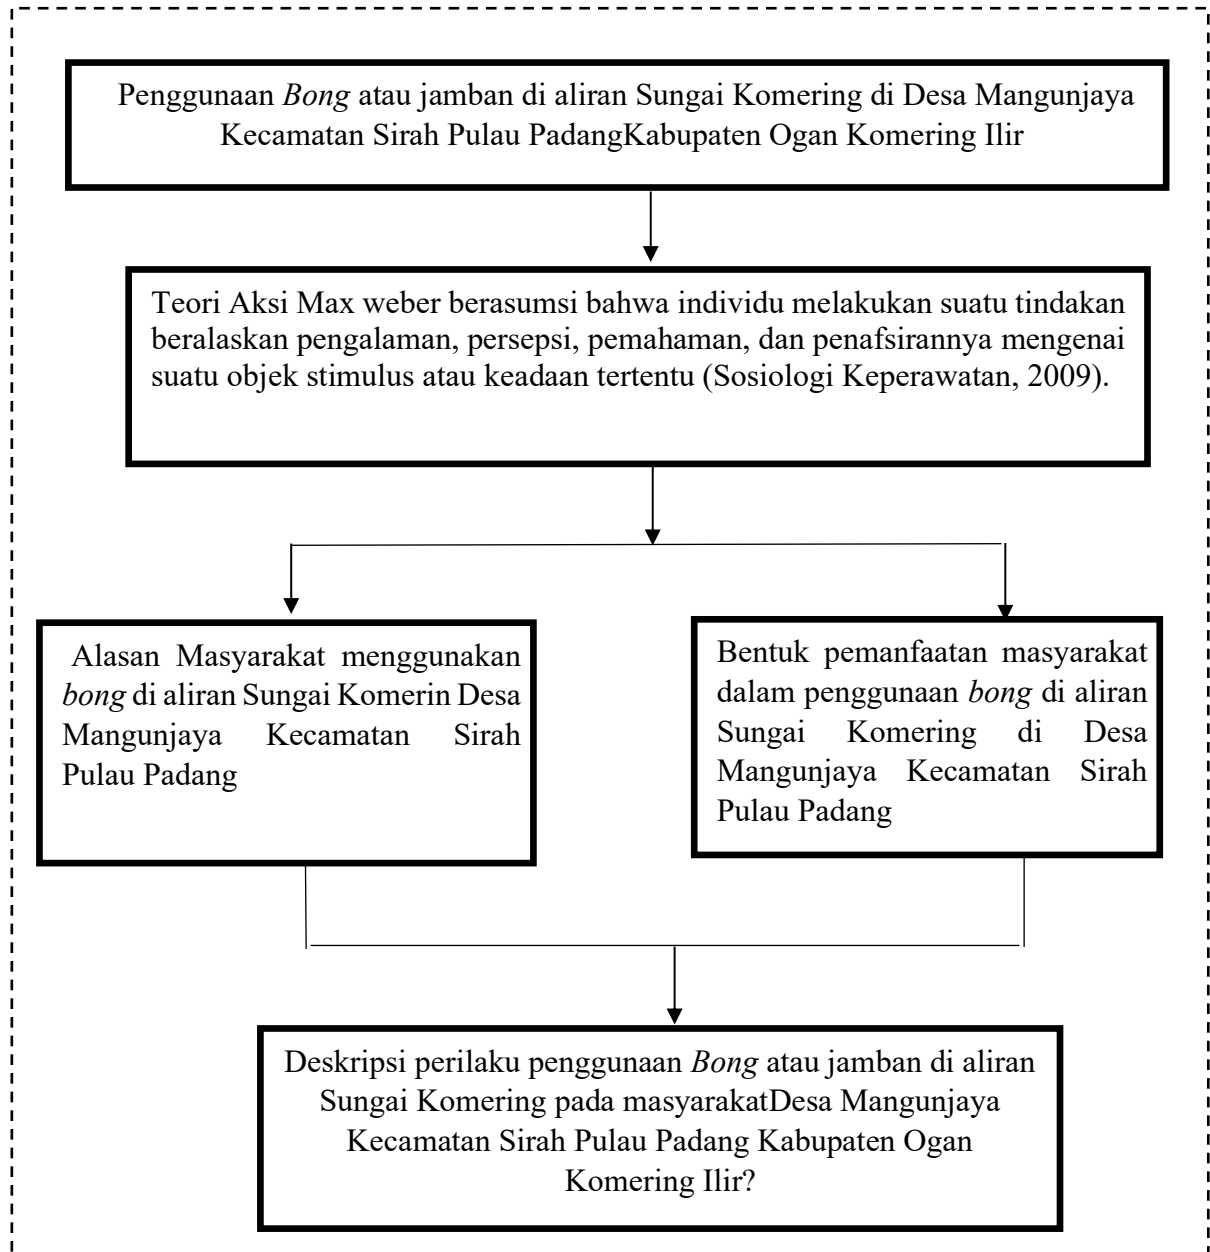 Penggunaan Bong atau jamban di aliran Sungai Komering di Desa Mangunjaya
Kecamatan Sirah Pulau PadangKabupaten Ogan Komering Ilir
Teori Aksi Max weber berasumsi bahwa individu melakukan suatu tindakan
beralaskan pengalaman, persepsi, pemahaman, dan penafsirannya mengenai
suatu objek stimulus atau keadaan tertentu (Sosiologi Keperawatan, 2009).
Alasan Masyarakat menggunakan
bong di aliran Sungai Komerin Desa
Mangunjaya Kecamatan Sirah
Pulau Padang
Bentuk pemanfaatan masyarakat
dalam penggunaan bong di aliran
Sungai Komering di Desa
Mangunjaya Kecamatan Sirah
Pulau Padang
Deskripsi perilaku penggunaan Bong atau jamban di aliran
Sungai Komering pada masyarakatDesa Mangunjaya
Kecamatan Sirah Pulau Padang Kabupaten Ogan
Komering Ilir?